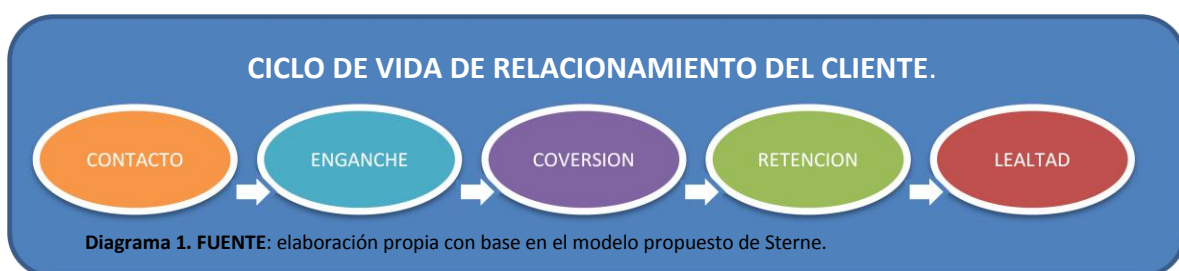 CICLO DE VIDA DE RELACIONAMIENTO DEL CLIENTE.
CONTACTO
ENGANCHE
COVERSION
RETENCION
LEALTAD
Diagrama 1. FUENTE: elaboración propia con base en el modelo propuesto de Sterne.